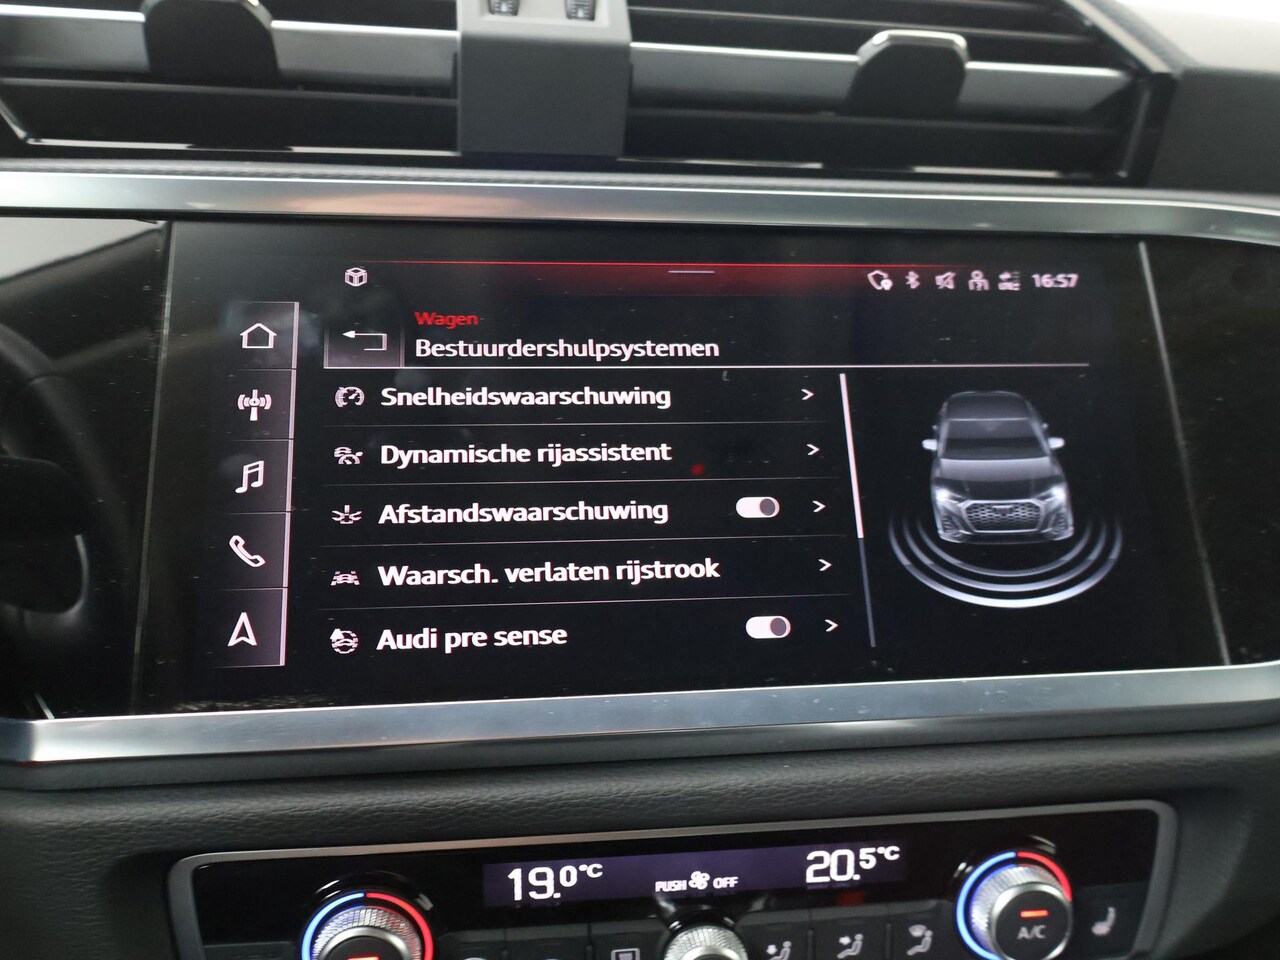 16:57
Wagen
Bestuurdershulpsystemen
Snelheidswaarschuwing
Dynamische rijassistent
Afstandswaarschuwing
Waarsch. verlaten rijstrook
Audi pre sense
19.0°C
PUSH OFF
20.5°C
A/C